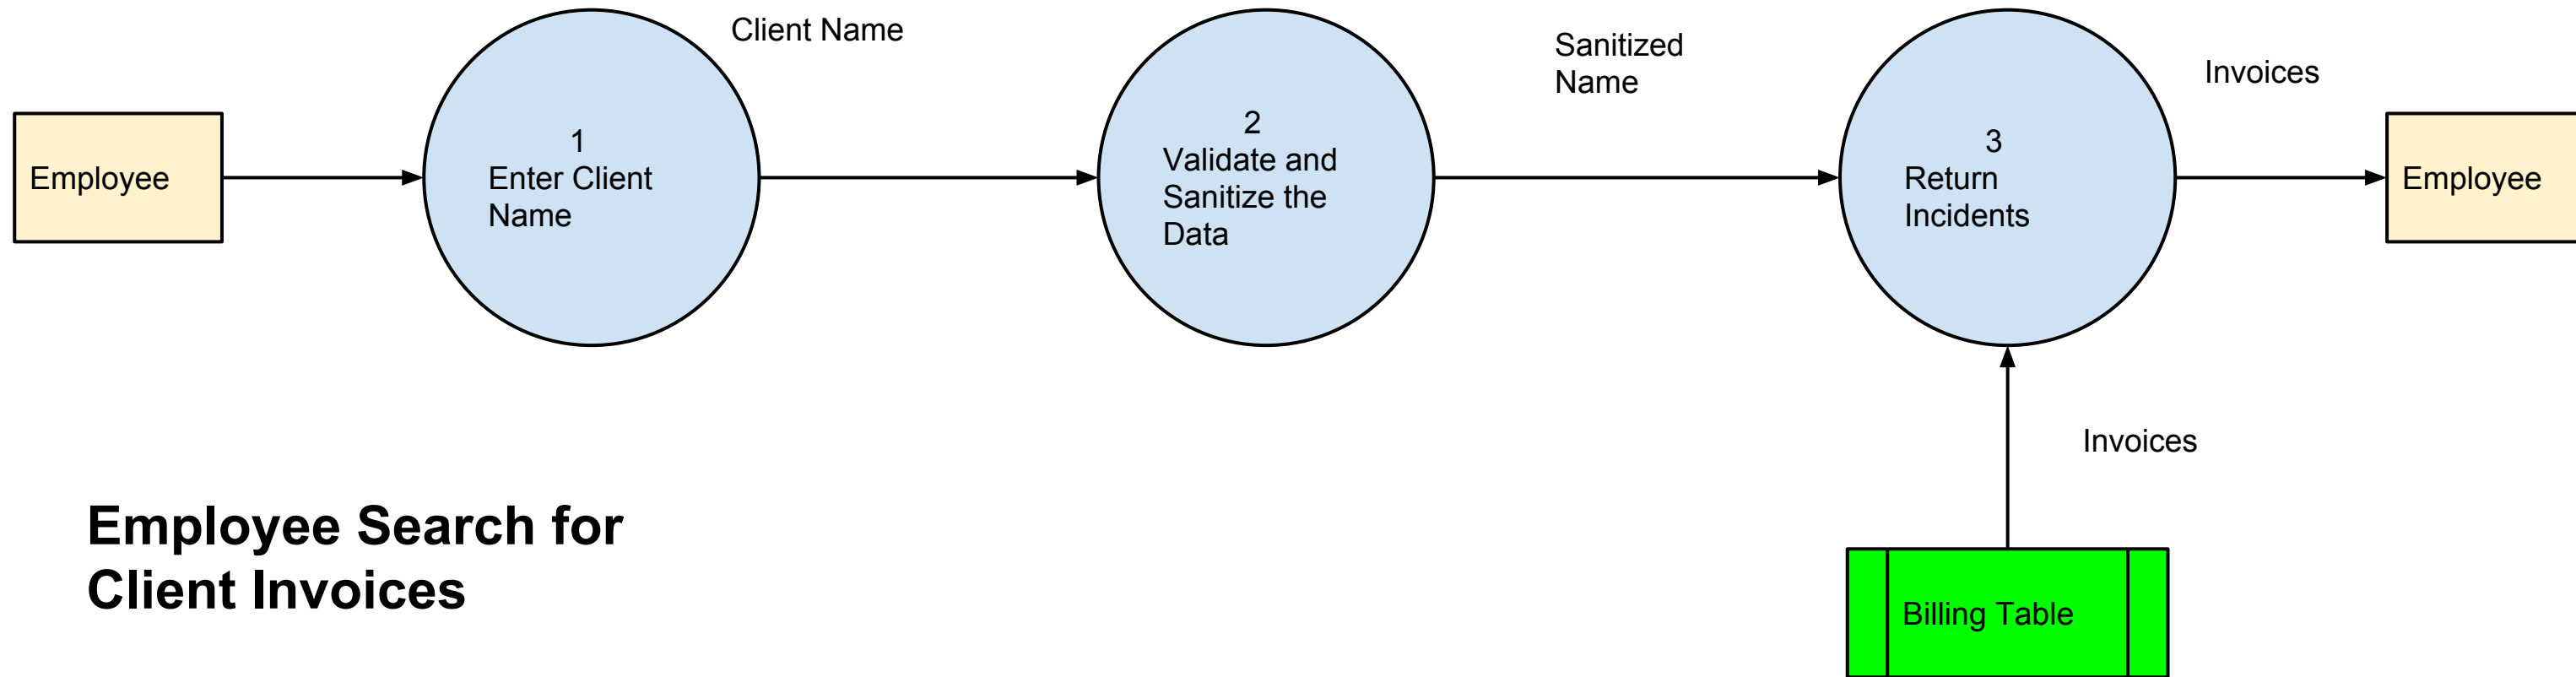 Client Name
Sanitized
Name
Invoices
Employee
1
Enter Client
Name
2
Validate and
Sanitize the
Data
3
Return
Incidents
Employee
Invoices
Employee Search for
Client Invoices
Billing Table